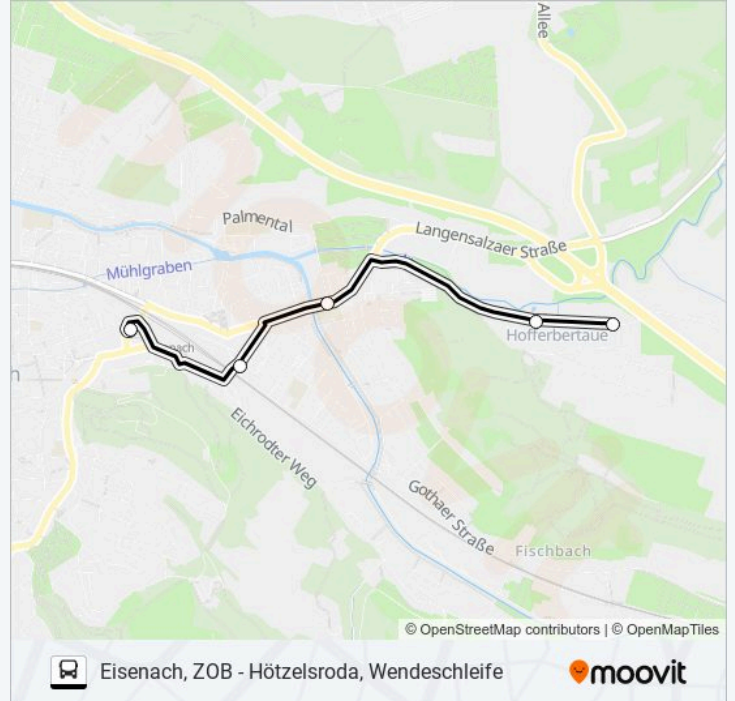 Allee
Palmental
Langensalzaer Straße
Mühlgraben
Hofferbertaue
Eichrodter Weg
Gothaer Straße
Fischbach
© OpenStreetMap contributors | © OpenMapTiles
Eisenach, ZOB - Hötzelsroda, Wendeschleife
moovit